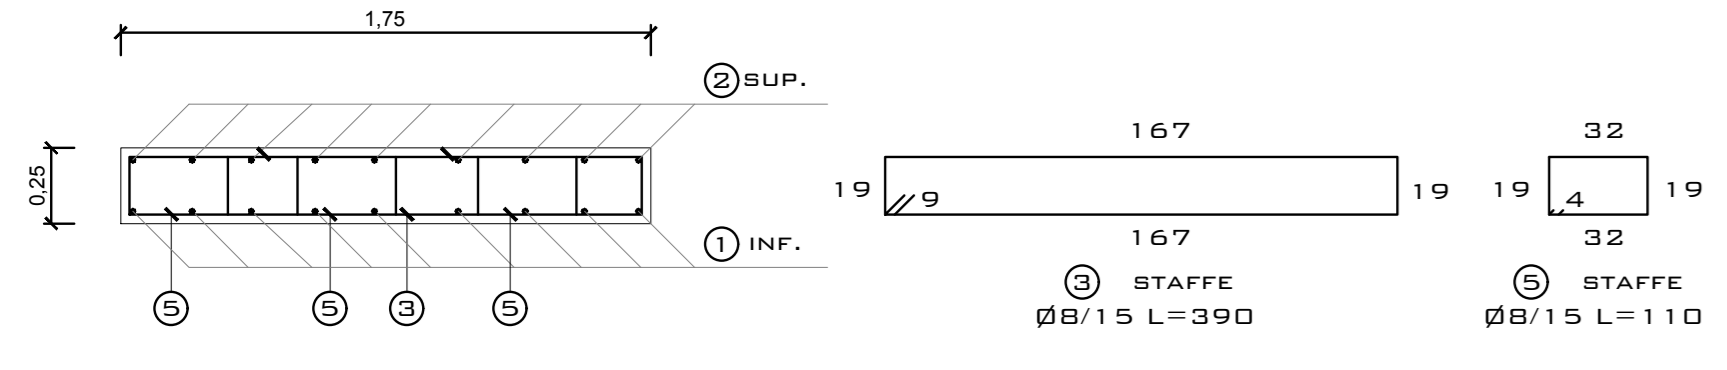 1,75
2 SUP.
0,25
1 INF.
5 5 3 5
167
19 9 19
167
3 STAFFE
Ø8/15 L=390
32
19 4 19
32
5 STAFFE
Ø8/15 L=110